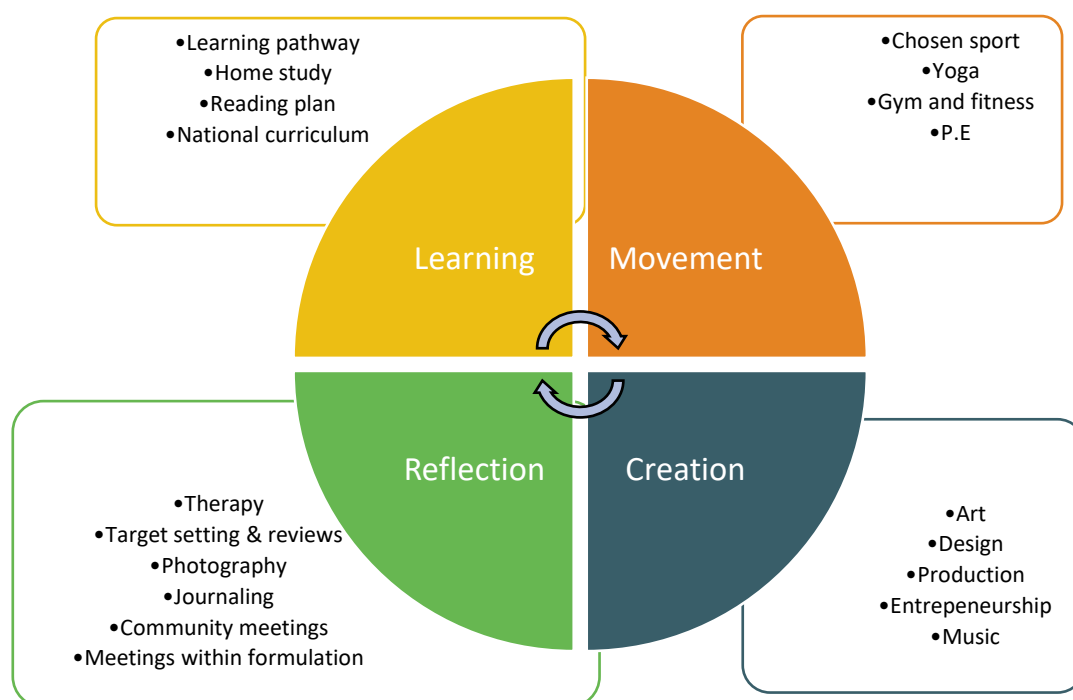 •Learning pathway
•Home study
•Reading plan
•National curriculum
•Chosen sport
•Yoga
•Gym and fitness
•P.E
Learning
Movement
Reflection
Creation
•Therapy
•Target setting & reviews
•Photography
•Journaling
•Community meetings
•Meetings within formulation
•Art
•Design
•Production
•Entrepeneurship
•Music